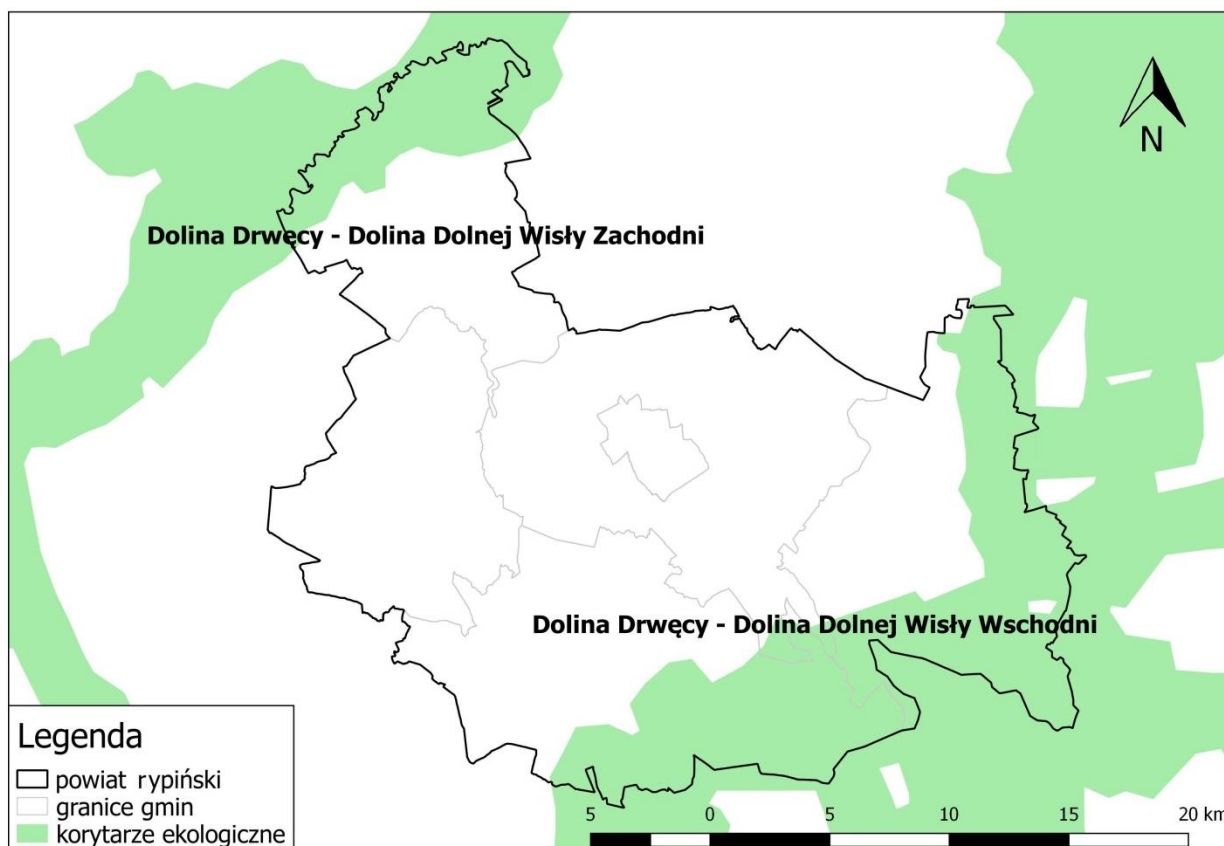 N
Dolina Drwęcy - Dolina Dolnej Wisły Zachodni
Dolina Drwęcy - Dolina Dolnej Wisły Wschodni
Legenda
powiat rypiński
granice gmin
korytarze ekologiczne
5 0 5 10 15 20 km